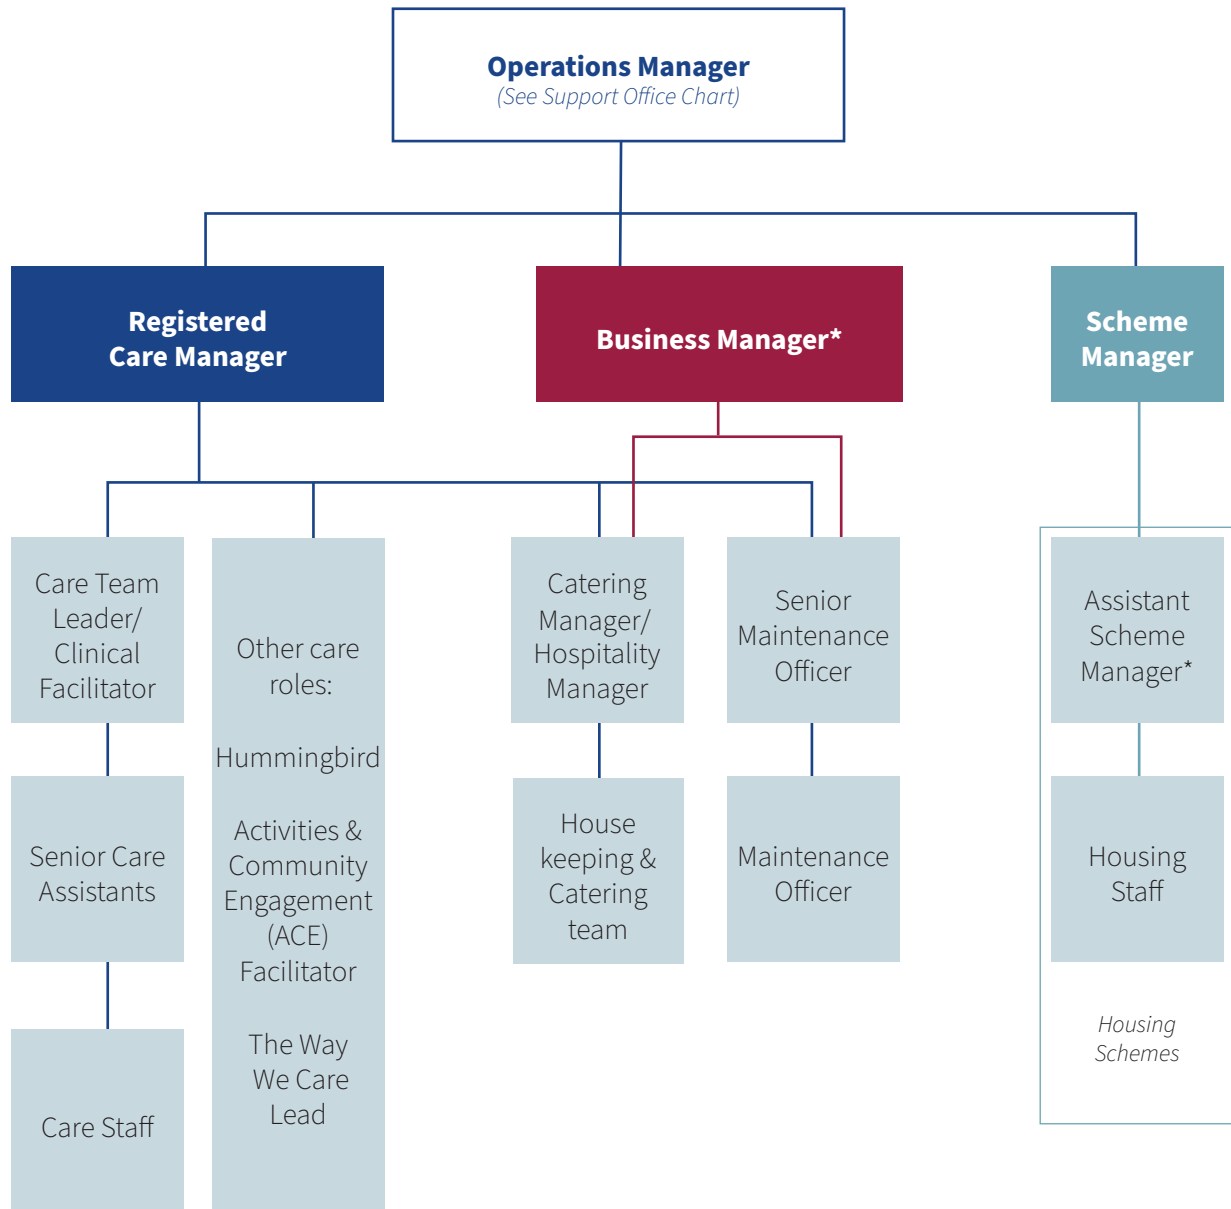 Operations Manager
(See Support Office Chart)
Registered
Care Manager
Business Manager*
Scheme
Manager
Care Team
Leader/
Clinical
Facilitator
Other care
roles:
Hummingbird
Activities &
Community
Engagement
(ACE)
Facilitator
The Way
We Care
Lead
Catering
Manager/
Hospitality
Manager
Senior
Maintenance
Officer
Assistant
Scheme
Manager*
Senior Care
Assistants
House
keeping &
Catering
team
Maintenance
Officer
Housing
Staff
Housing
Schemes
Care Staff